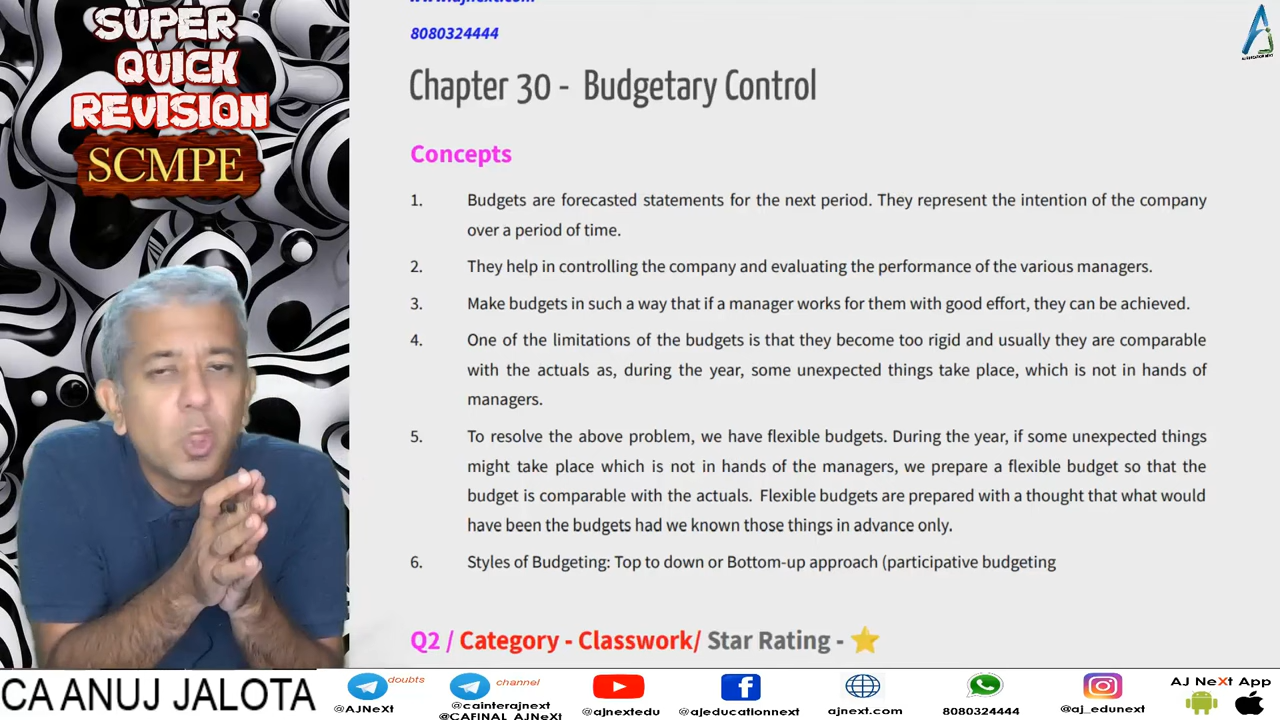 SUPER
QUICK
REVISION
SCMPE
8080324444
Chapter 30 - Budgetary Control
Concepts
1. Budgets are forecasted statements for the next period. They represent the intention of the company
over a period of time.
2. They help in controlling the company and evaluating the performance of the various managers.
3. Make budgets in such a way that if a manager works for them with good effort, they can be achieved.
4. One of the limitations of the budgets is that they become too rigid and usually they are comparable
with the actuals as, during the year, some unexpected things take place, which is not in hands of
managers.
5. To resolve the above problem, we have flexible budgets. During the year, if some unexpected things
might take place which is not in hands of the managers, we prepare a flexible budget so that the
budget is comparable with the actuals. Flexible budgets are prepared with a thought that what would
have been the budgets had we known those things in advance only.
6. Styles of Budgeting: Top to down or Bottom-up approach (participative budgeting
Q2 / Category - Classwork/ Star Rating - ⭐
CA ANUJ JALOTA
doubts
@AJNeXt
channel
@cainterajnext
@CAFINAL_AJNeXt
@ajnextedu
@ajeducationnext
ajnext.com
8080324444
@aj_edunext
AJ NeXt App